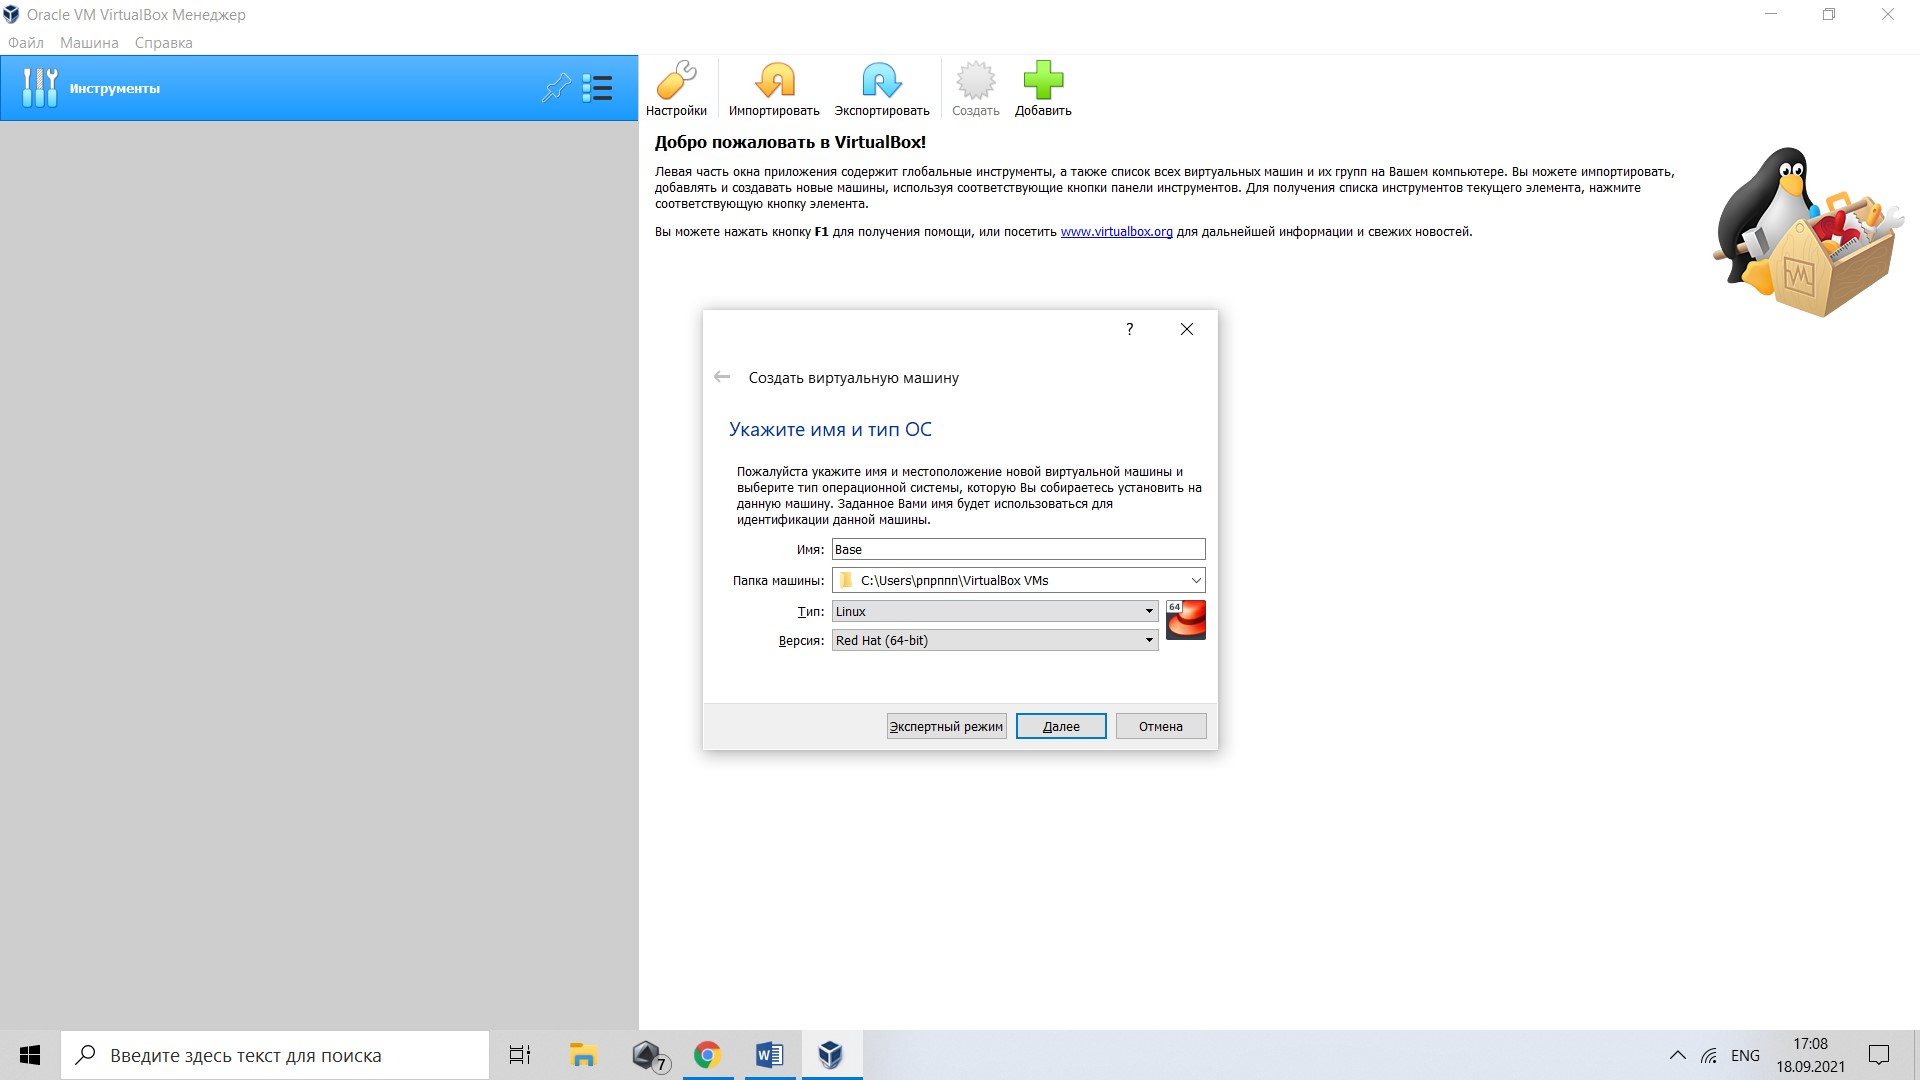 Oracle VM VirtualBox Менеджер
Файл Машина Справка
Инструменты
Настройки Импортировать Экспортировать Создать Добавить
Добро пожаловать в VirtualBox!
Левая часть окна приложения содержит глобальные инструменты, а также список всех виртуальных машин и их групп на Вашем компьютере. Вы можете импортировать,
добавлять и создавать новые машины, используя соответствующие кнопки панели инструментов. Для получения списка инструментов текущего элемента, нажмите
соответствующую кнопку элемента.
Вы можете нажать кнопку F1 для получения помощи, или посетить www.virtualbox.org для дальнейшей информации и свежих новостей.
?
Создать виртуальную машину
Укажите имя и тип ОС
Пожалуйста укажите имя и местоположение новой виртуальной машины и
выберите тип операционной системы, которую Вы собираетесь установить на
данную машину. Заданное Вами имя будет использоваться для
идентификации данной машины.
Имя: Base
Папка машины: C:\Users\рпрппп\VirtualBox VMs
Тип: Linux
64
Версия: Red Hat (64-bit)
Экспертный режим Далее Отмена
Введите здесь текст для поиска
7
ENG
17:08
18.09.2021